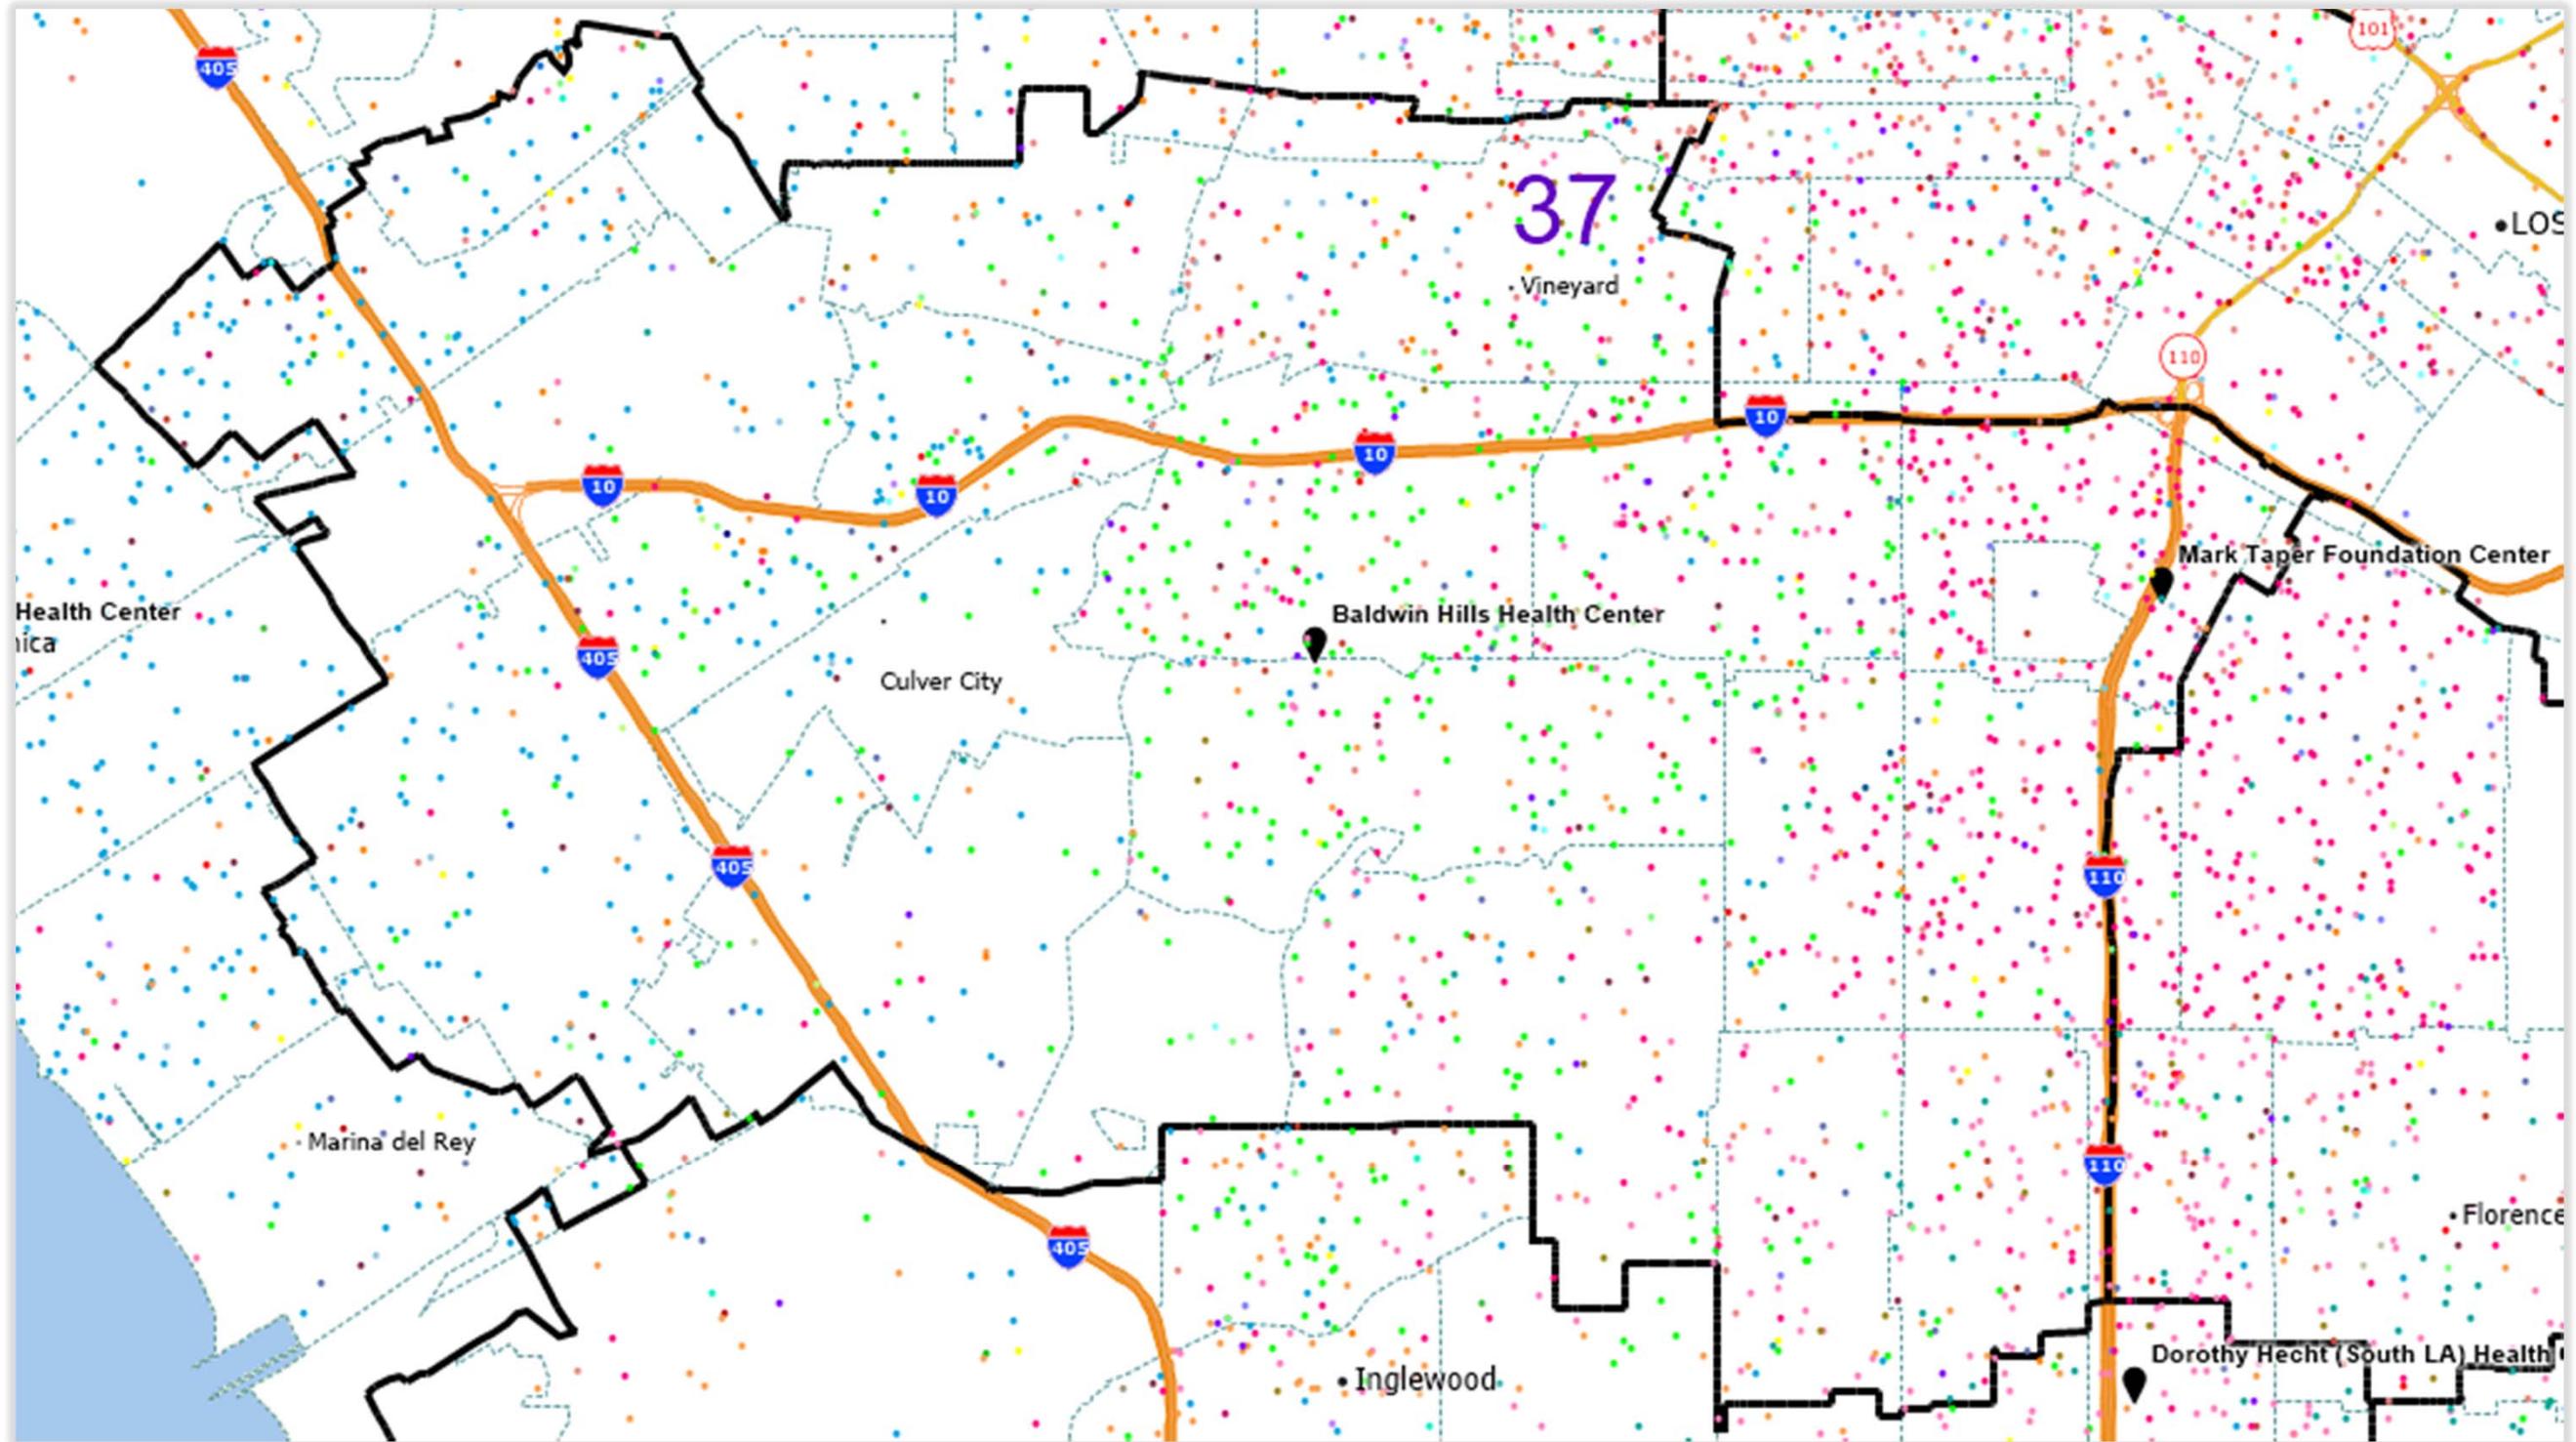 101
405
37
LOS
Vineyard
110
10
10
10
10
Mark Taper Foundation Center
Health Center
nica
Baldwin Hills Health Center
405
Culver City
405
110
Marina del Rey
110
Florence
405
Dorothy Hecht (South LA) Health
Inglewood